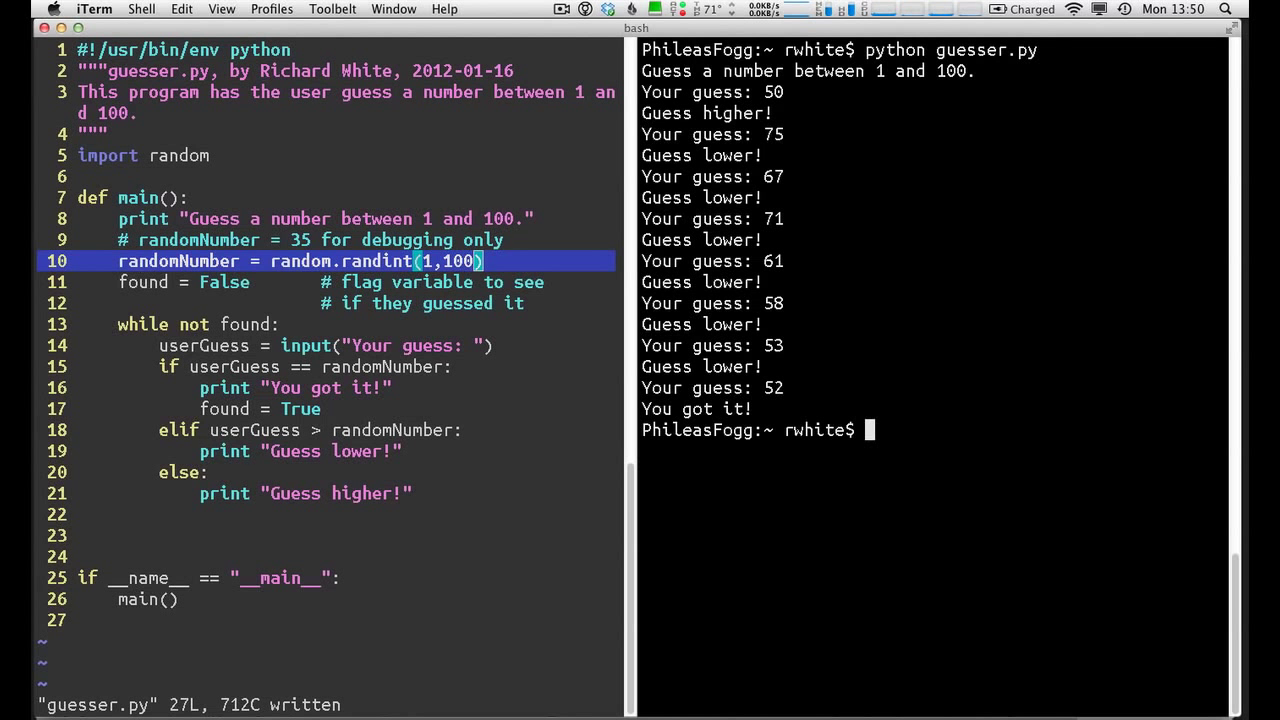 iTerm Shell Edit View Profiles Toolbelt Window Help 71° 0.0KB/s 0.0KB/s Charged Mon 13:50
bash
1 #!/usr/bin/env python
2 """guesser.py, by Richard White, 2012-01-16
3 This program has the user guess a number between 1 an
d 100.
4 """
5 import random
6
7 def main():
8     print "Guess a number between 1 and 100."
9     # randomNumber = 35 for debugging only
10     randomNumber = random.randint(1,100)
11     found = False       # flag variable to see
12                         # if they guessed it
13     while not found:
14         userGuess = input("Your guess: ")
15         if userGuess == randomNumber:
16             print "You got it!"
17             found = True
18         elif userGuess > randomNumber:
19             print "Guess lower!"
20         else:
21             print "Guess higher!"
22
23
24
25 if __name__ == "__main__":
26     main()
27
~
~
~
"guesser.py" 27L, 712C written
PhileasFogg:~ rwhite$ python guesser.py
Guess a number between 1 and 100.
Your guess: 50
Guess higher!
Your guess: 75
Guess lower!
Your guess: 67
Guess lower!
Your guess: 71
Guess lower!
Your guess: 61
Guess lower!
Your guess: 58
Guess lower!
Your guess: 53
Guess lower!
Your guess: 52
You got it!
PhileasFogg:~ rwhite$